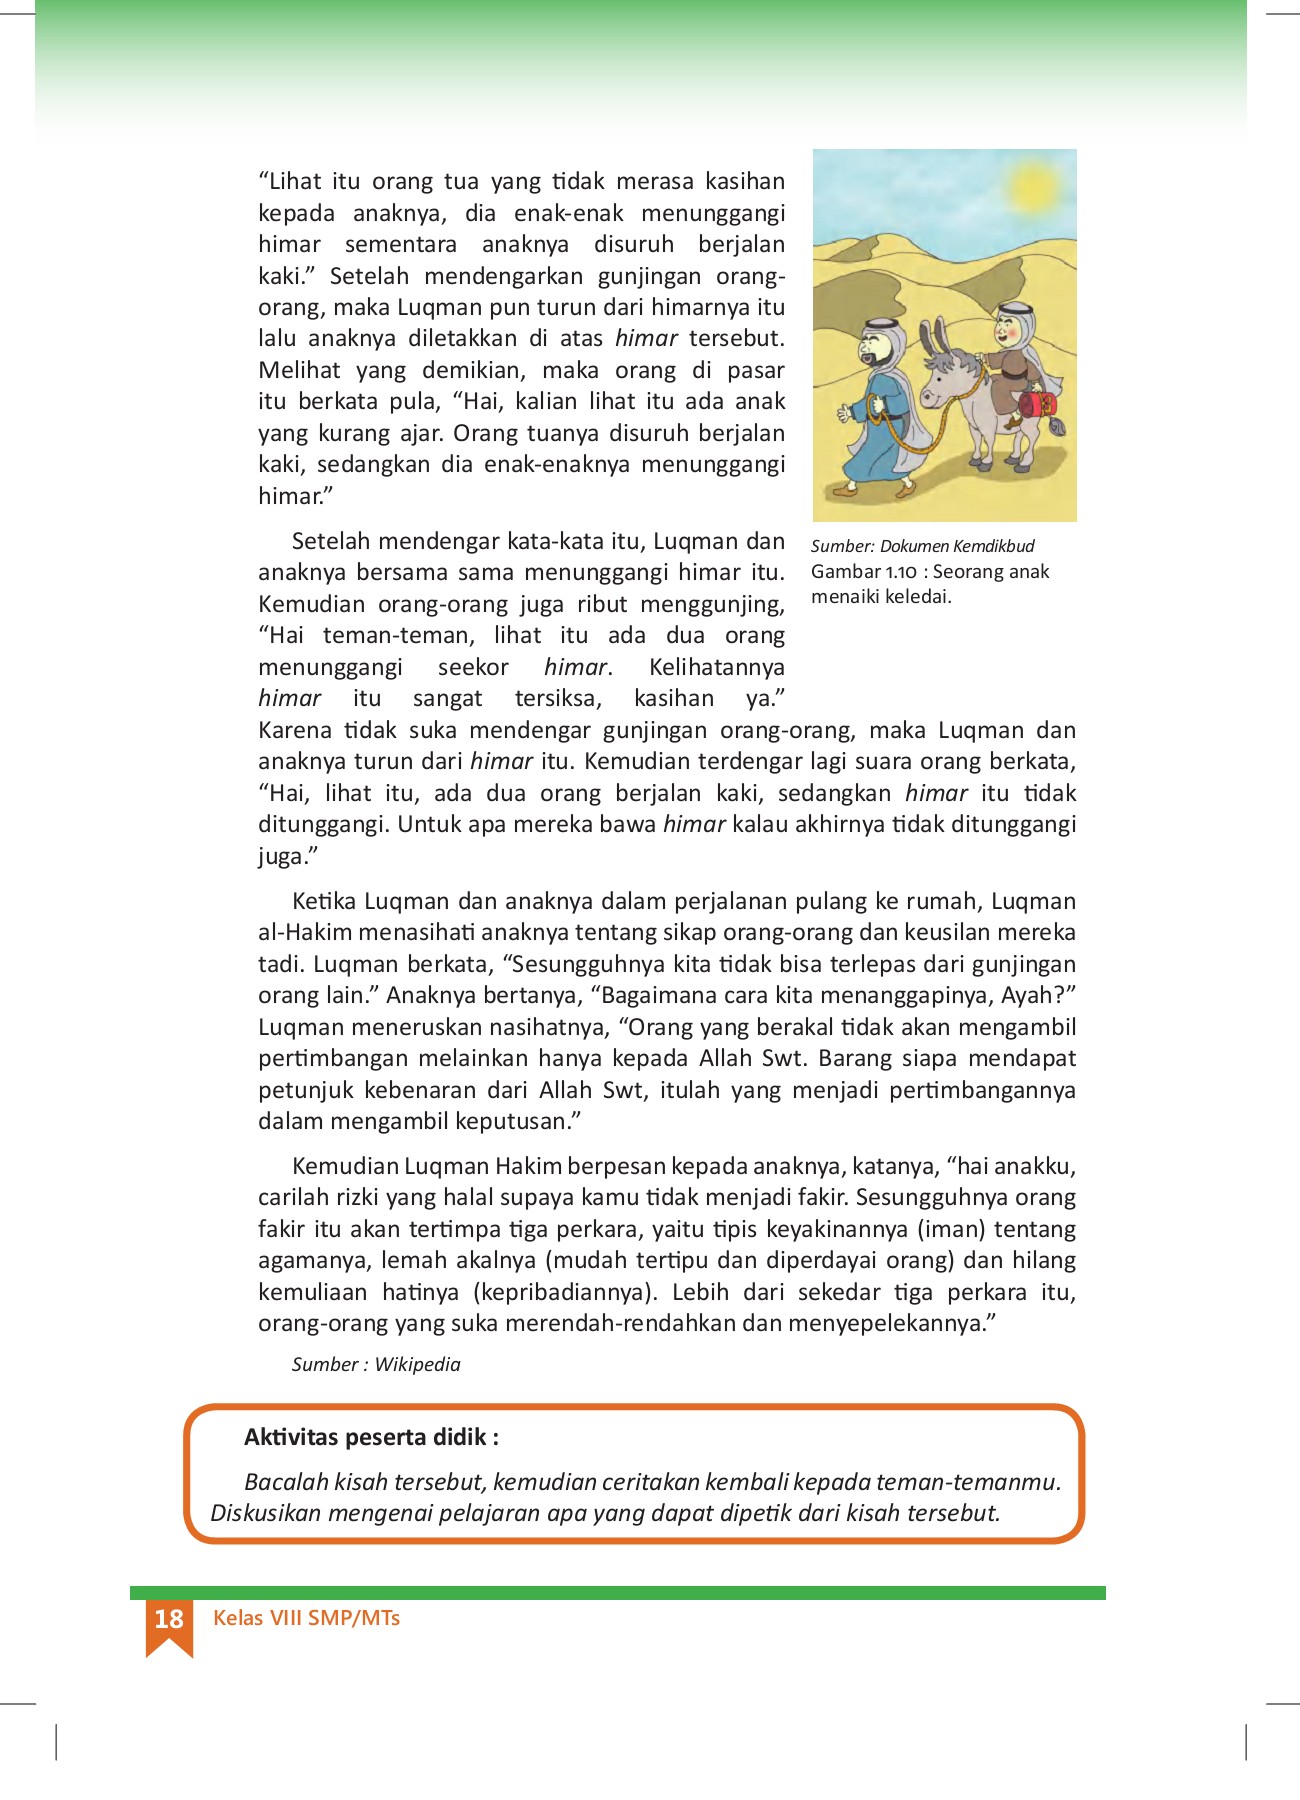 “Lihat itu orang tua yang tidak merasa kasihan
kepada anaknya, dia enak-enak menunggangi
himar sementara anaknya disuruh berjalan
kaki.” Setelah mendengarkan gunjingan orang-
orang, maka Luqman pun turun dari himarnya itu
lalu anaknya diletakkan di atas himar tersebut.
Melihat yang demikian, maka orang di pasar
itu berkata pula, “Hai, kalian lihat itu ada anak
yang kurang ajar. Orang tuanya disuruh berjalan
kaki, sedangkan dia enak-enaknya menunggangi
himar.”
Setelah mendengar kata-kata itu, Luqman dan
anaknya bersama sama menunggangi himar itu.
Kemudian orang-orang juga ribut menggunjing,
“Hai teman-teman, lihat itu ada dua orang
menunggangi seekor himar. Kelihatannya
himar itu sangat tersiksa, kasihan ya.”
Karena tidak suka mendengar gunjingan orang-orang, maka Luqman dan
anaknya turun dari himar itu. Kemudian terdengar lagi suara orang berkata,
“Hai, lihat itu, ada dua orang berjalan kaki, sedangkan himar itu tidak
ditunggangi. Untuk apa mereka bawa himar kalau akhirnya tidak ditunggangi
juga.”
Sumber: Dokumen Kemdikbud
Gambar 1.10 : Seorang anak
menaiki keledai.
Ketika Luqman dan anaknya dalam perjalanan pulang ke rumah, Luqman
al-Hakim menasihati anaknya tentang sikap orang-orang dan keusilan mereka
tadi. Luqman berkata, “Sesungguhnya kita tidak bisa terlepas dari gunjingan
orang lain.” Anaknya bertanya, “Bagaimana cara kita menanggapinya, Ayah?”
Luqman meneruskan nasihatnya, “Orang yang berakal tidak akan mengambil
pertimbangan melainkan hanya kepada Allah Swt. Barang siapa mendapat
petunjuk kebenaran dari Allah Swt, itulah yang menjadi pertimbangannya
dalam mengambil keputusan.”
Kemudian Luqman Hakim berpesan kepada anaknya, katanya, “hai anakku,
carilah rizki yang halal supaya kamu tidak menjadi fakir. Sesungguhnya orang
fakir itu akan tertimpa tiga perkara, yaitu tipis keyakinannya (iman) tentang
agamanya, lemah akalnya (mudah tertipu dan diperdayai orang) dan hilang
kemuliaan hatinya (kepribadiannya). Lebih dari sekedar tiga perkara itu,
orang-orang yang suka merendah-rendahkan dan menyepelekannya.”
Sumber : Wikipedia
Aktivitas peserta didik :
Bacalah kisah tersebut, kemudian ceritakan kembali kepada teman-temanmu.
Diskusikan mengenai pelajaran apa yang dapat dipetik dari kisah tersebut.
18 Kelas VIII SMP/MTs